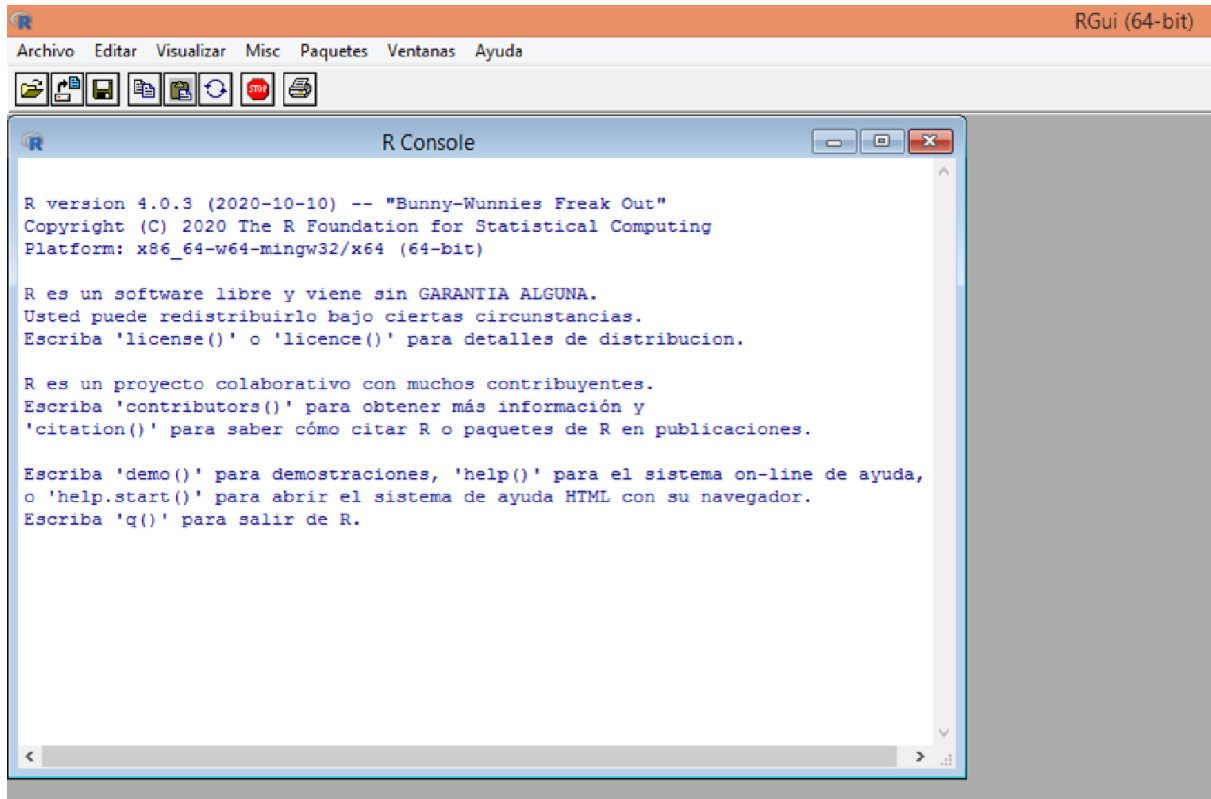 R
RGui (64-bit)
Archivo Editar Visualizar Misc Paquetes Ventanas Ayuda
STOP
R
R Console
R version 4.0.3 (2020-10-10) -- "Bunny-Wunnies Freak Out"
Copyright (C) 2020 The R Foundation for Statistical Computing
Platform: x86_64-w64-mingw32/x64 (64-bit)
R es un software libre y viene sin GARANTIA ALGUNA.
Usted puede redistribuirlo bajo ciertas circunstancias.
Escriba 'license()' o 'licence()' para detalles de distribucion.
R es un proyecto colaborativo con muchos contribuyentes.
Escriba 'contributors()' para obtener más información y
'citation()' para saber cómo citar R o paquetes de R en publicaciones.
Escriba 'demo()' para demostraciones, 'help()' para el sistema on-line de ayuda,
o 'help.start()' para abrir el sistema de ayuda HTML con su navegador.
Escriba 'q()' para salir de R.